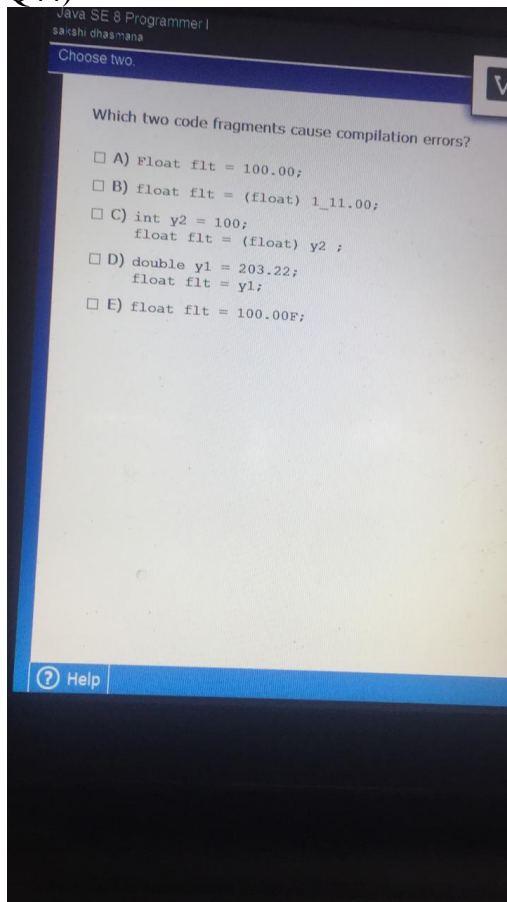 Java SE 8 Programmer I
sakshi dhasmana
Choose two.
Which two code fragments cause compilation errors?
A) Float flt = 100.00;
B) float flt = (float) 1_11.00;
C) int y2 = 100;
float flt = (float) y2 ;
D) double y1 = 203.22;
float flt = y1;
E) float flt = 100.00F;
? Help